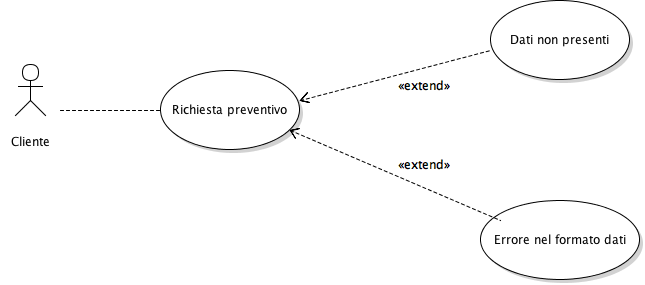 Dati non presenti
«extend»
Richiesta preventivo
Cliente
«extend»
Errore nel formato dati